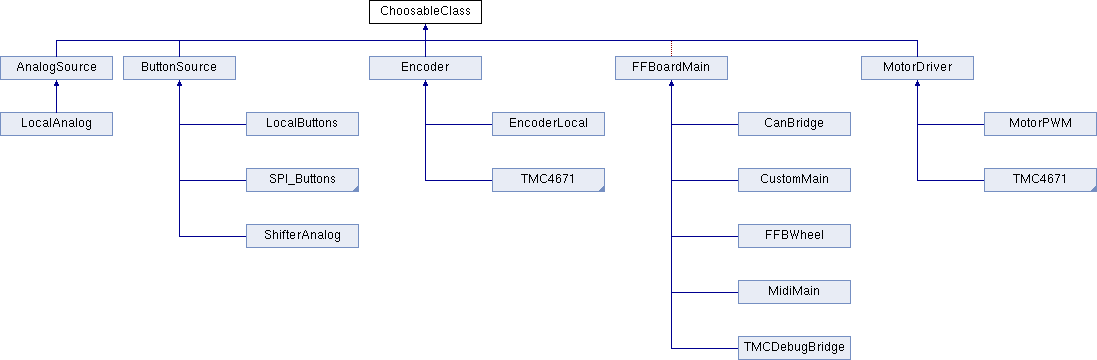 ChoosableClass
AnalogSource
ButtonSource
Encoder
FFBoardMain
MotorDriver
LocalAnalog
LocalButtons
EncoderLocal
CanBridge
MotorPWM
SPI_Buttons
TMC4671
CustomMain
TMC4671
ShifterAnalog
FFBWheel
MidiMain
TMCDebugBridge